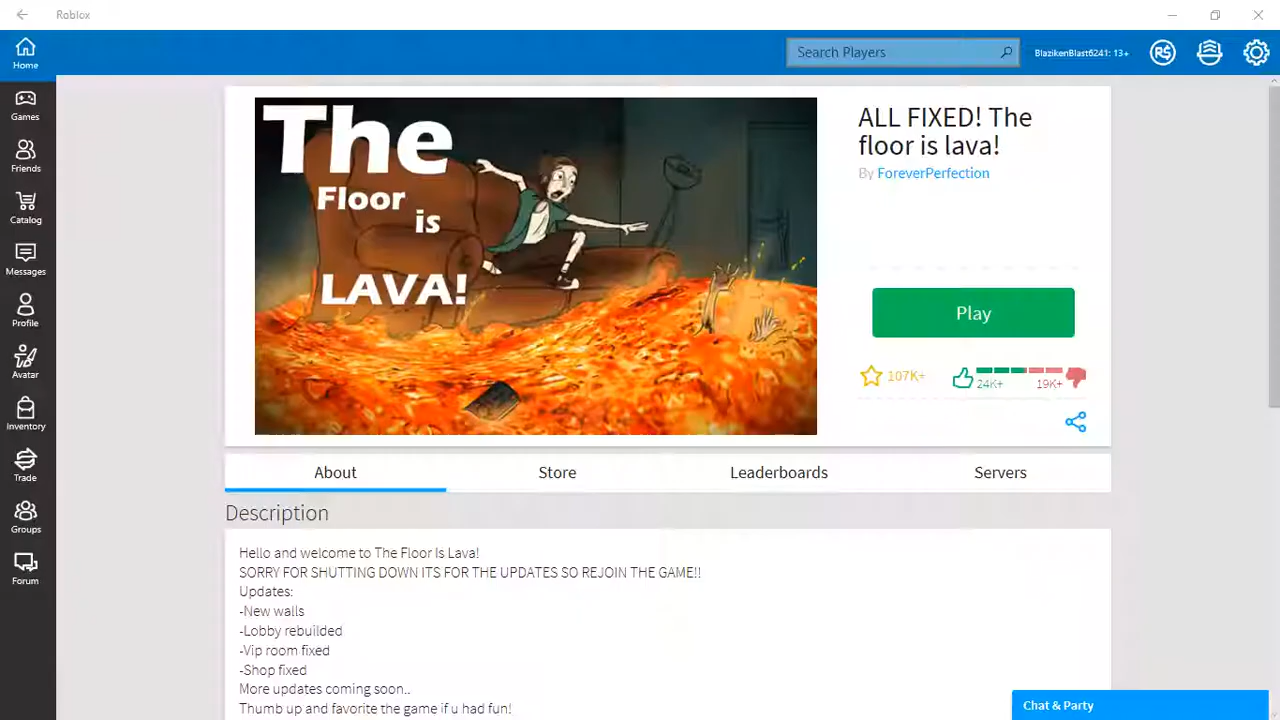 Roblox
Home
Search Players
BlazikenBlast6241: 13+
R$
Games
Friends
Catalog
Messages
Profile
Avatar
Inventory
Trade
Groups
Forum
The
Floor
is
LAVA!
ALL FIXED! The
floor is lava!
By ForeverPerfection
Play
107K+
24K+
19K+
About
Store
Leaderboards
Servers
Description
Hello and welcome to The Floor Is Lava!
SORRY FOR SHUTTING DOWN ITS FOR THE UPDATES SO REJOIN THE GAME!!
Updates:
-New walls
-Lobby rebuilded
-Vip room fixed
-Shop fixed
More updates coming soon..
Thumb up and favorite the game if u had fun!
Chat & Party